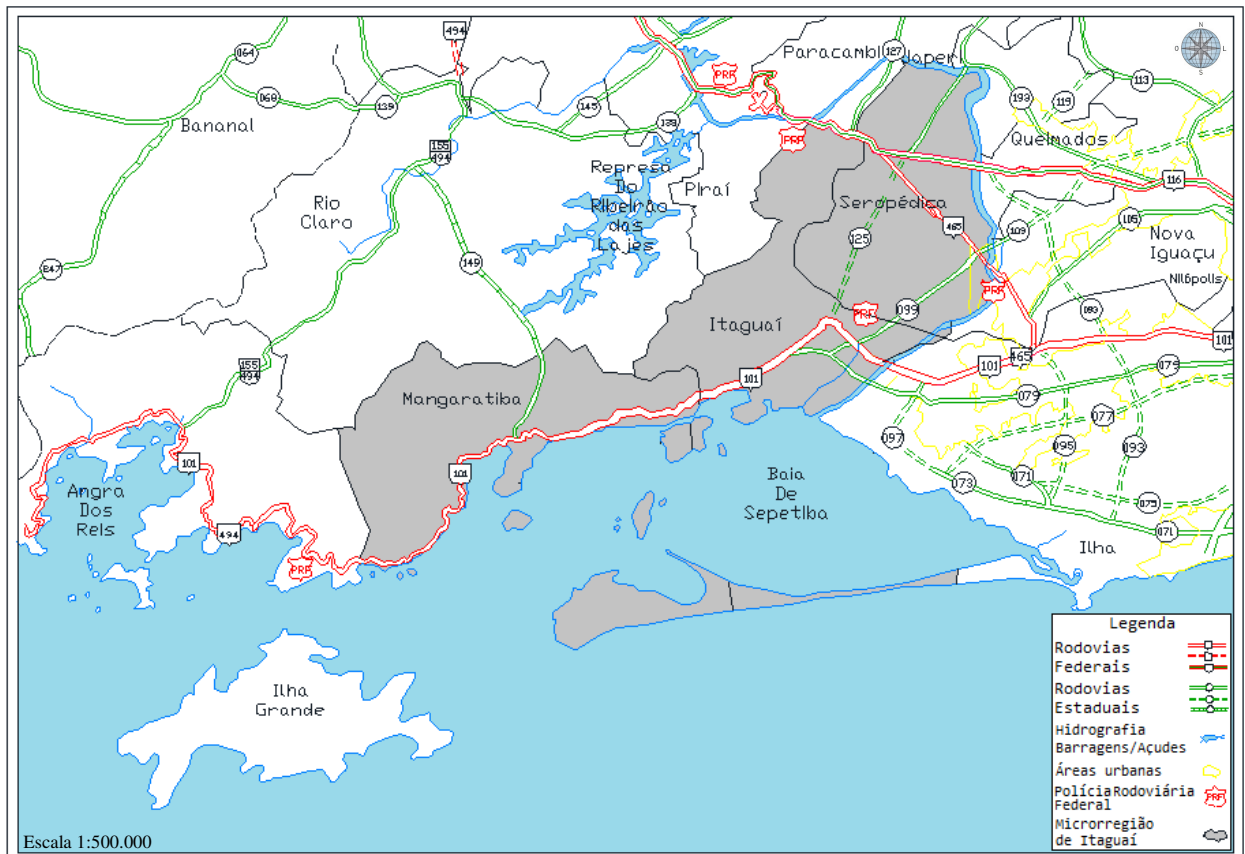 494
N
O
L
S
064
127
Paracambi
Japeri
PRF
113
068
139
145
193
119
Bananal
138
PRF
Queimados
155
494
Represa
Do
Ribeirão
das
Lajes
Piraí
116
Rio
Claro
Seropédica
465
109
105
125
Nova
Iguaçu
247
149
Nilópolis
PRF
099
PRF
093
Itaguaí
101
465
155
494
101
101
079
Mangaratiba
079
077
097
095
093
101
101
Baia
De
Sepetiba
073
071
075
Angra
Dos
Reis
494
071
Ilha
PRF
Legenda
Rodovias
Federais
Rodovias
Estaduais
Hidrografia
Barragens/Açudes
Áreas urbanas
Polícia Rodoviária
Federal
PRF
Microrregião
de Itaguaí
Ilha
Grande
Escala 1:500.000